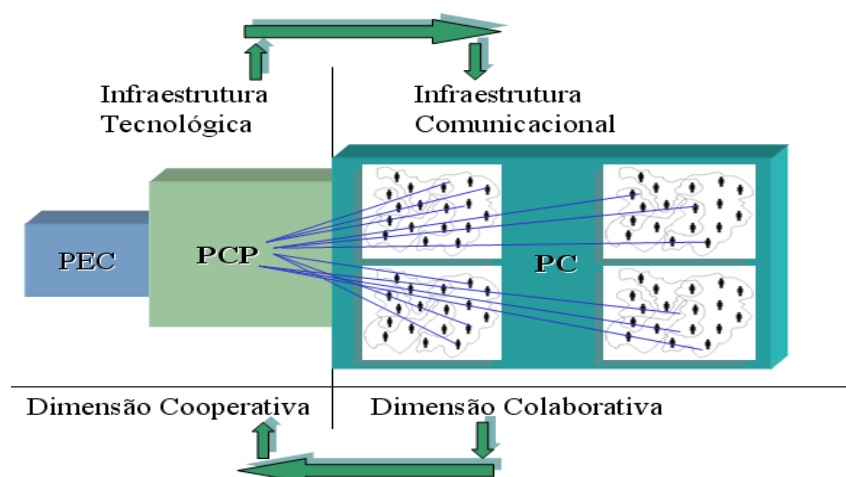 Infraestrutura
Tecnológica
Infraestrutura
Comunicacional
PEC
PCP
PC
Dimensão Cooperativa
Dimensão Colaborativa